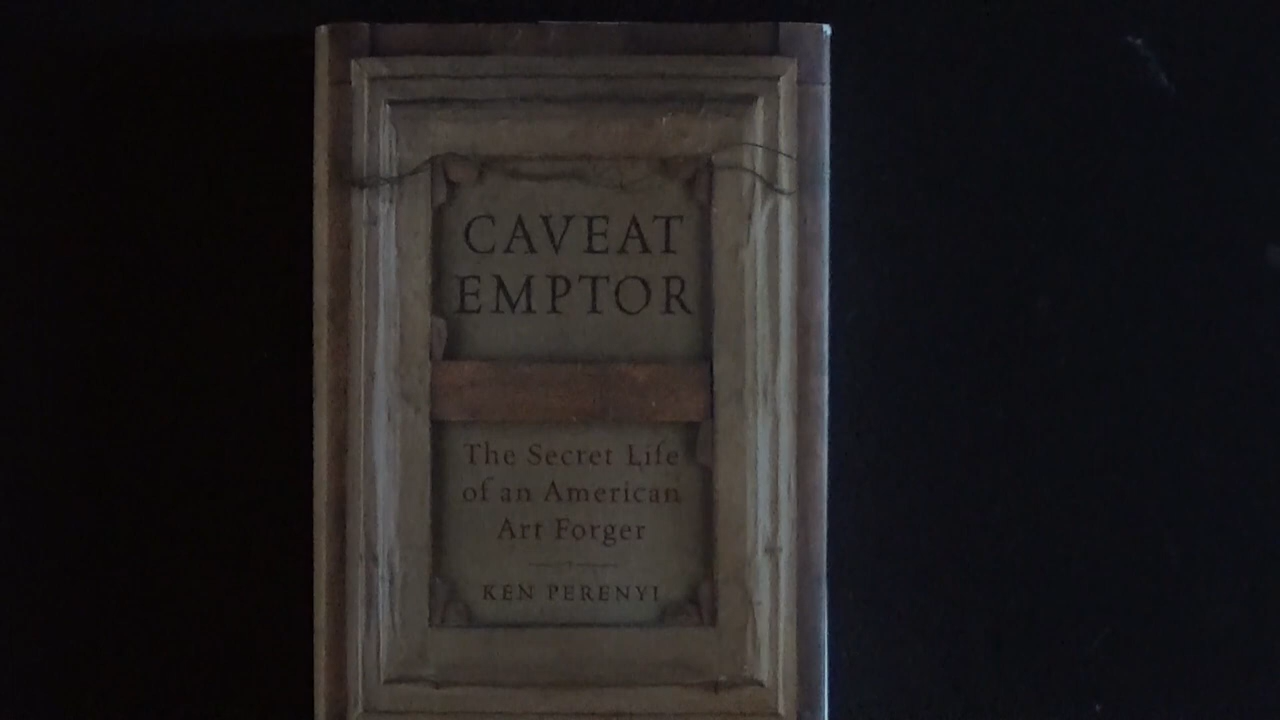 CAVEAT
EMPTOR
The Secret Life
of an American
Art Forger
KEN PERENYI